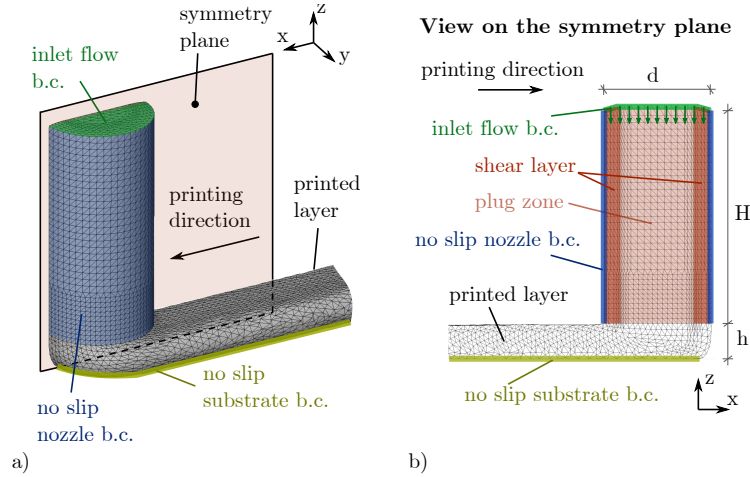 symmetry
plane
z
x
y
inlet flow
b.c.
printing
direction
printed
layer
no slip
nozzle b.c.
no slip
substrate b.c.
a)
View on the symmetry plane
printing direction
d
inlet flow b.c.
shear layer
plug zone
H
no slip nozzle b.c.
printed layer
h
no slip substrate b.c.
z
x
b)